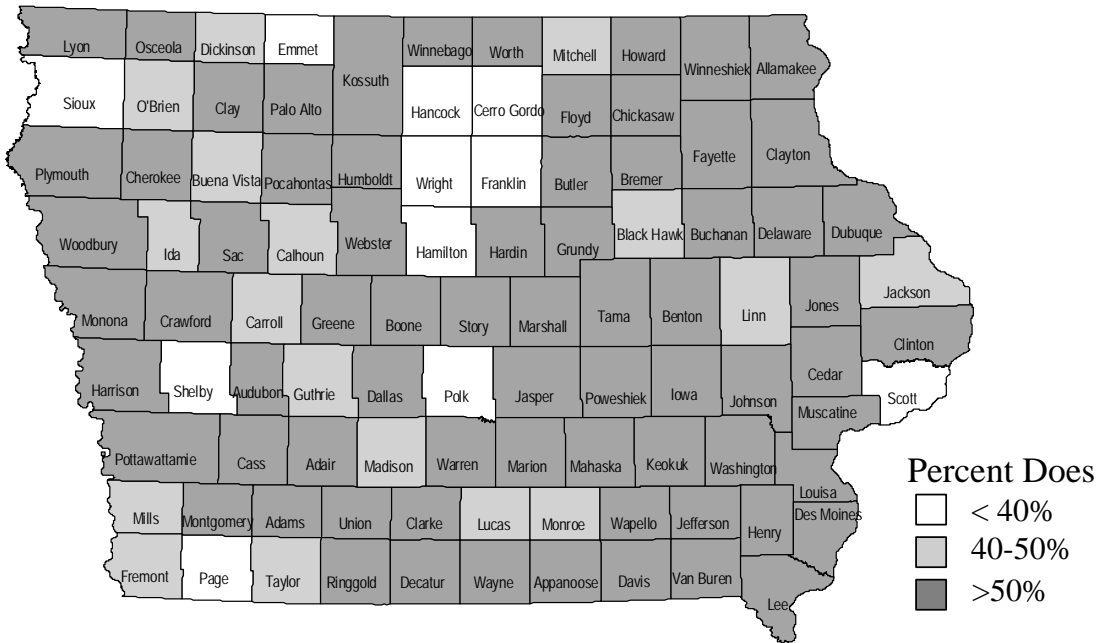 Lyon Osceola Dickinson Emmet Winnebago Worth Mitchell Howard Winneshiek Allamakee
Kossuth
Sioux O'Brien Clay Palo Alto Hancock Cerro Gordo Floyd Chickasaw
Plymouth Cherokee Buena Vista Pocahontas Humboldt Wright Franklin Butler Bremer Fayette Clayton
Woodbury Ida Sac Calhoun Webster Hamilton Hardin Grundy Black Hawk Buchanan Delaware Dubuque
Monona Crawford Carroll Greene Boone Story Marshall Tama Benton Linn Jones Jackson
Clinton
Harrison Shelby Audubon Guthrie Dallas Polk Jasper Poweshiek Iowa Johnson Cedar Scott
Muscatine
Pottawattamie Cass Adair Madison Warren Marion Mahaska Keokuk Washington
Louisa
Mills Montgomery Adams Union Clarke Lucas Monroe Wapello Jefferson Henry Des Moines
Fremont Page Taylor Ringgold Decatur Wayne Appanoose Davis Van Buren
Lee
Percent Does
< 40%
40-50%
>50%